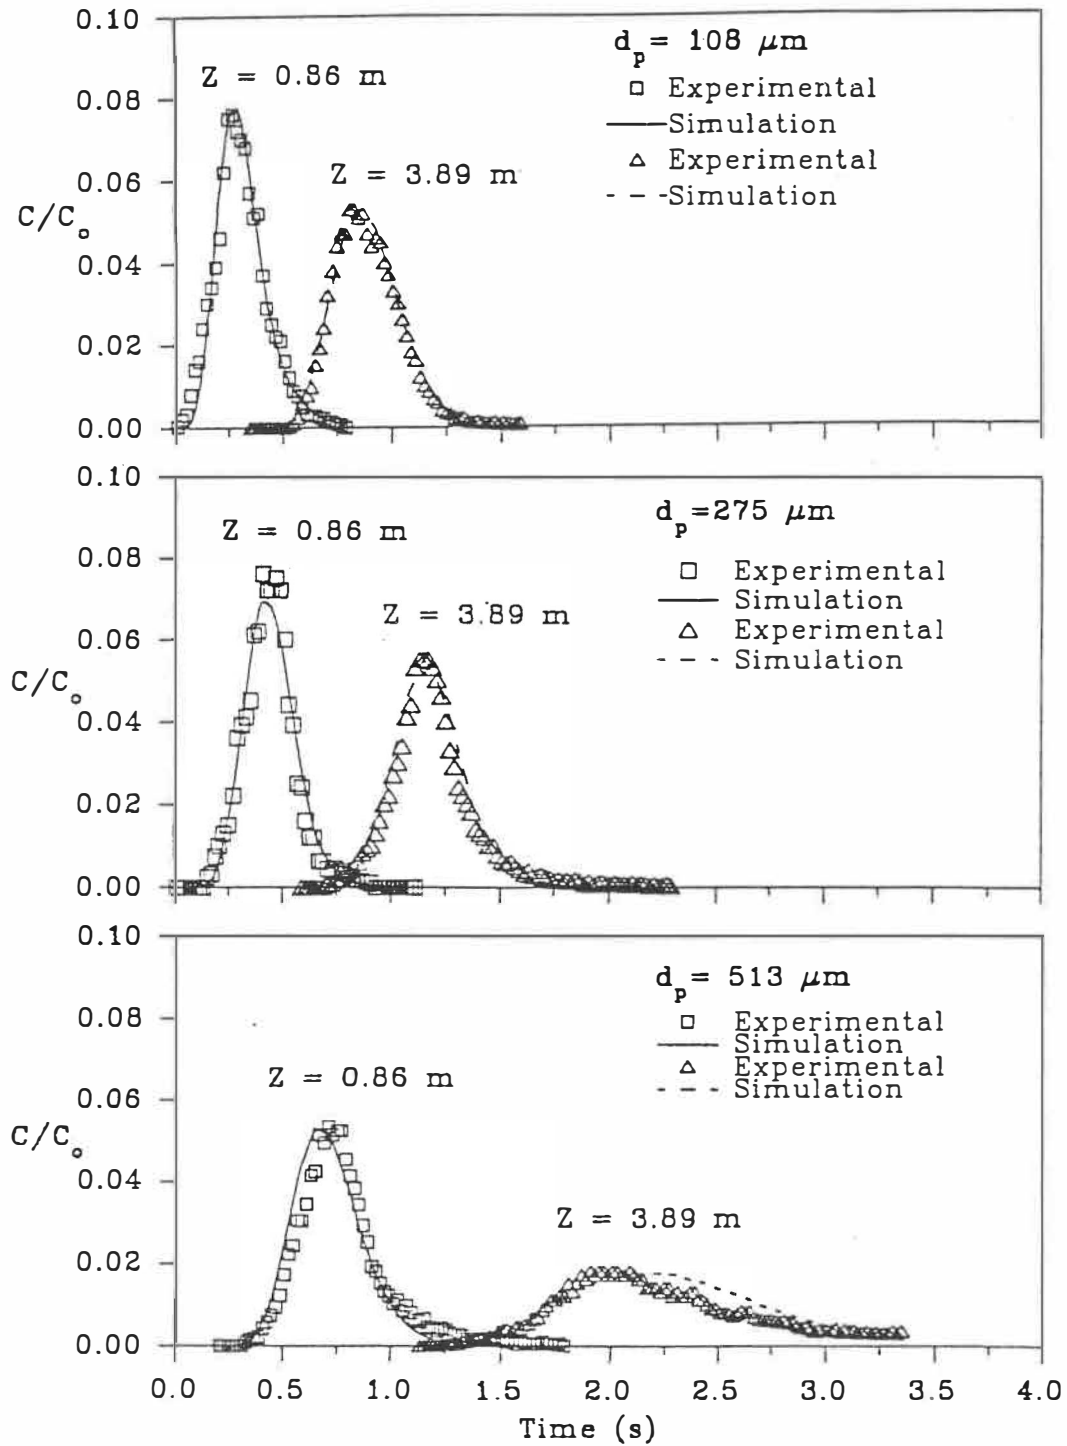 0.10
d_p = 108 μm
Z = 0.86 m
□ Experimental
0.08
Simulation
△ Experimental
Z = 3.89 m
0.06
- - - Simulation
C/C_o
0.04
0.02
0.00
0.10
d_p =275 μm
Z = 0.86 m
0.08
□ Experimental
Simulation
Z = 3.89 m
△ Experimental
0.06
- - - Simulation
C/C_o
0.04
0.02
0.00
0.10
d_p = 513 μm
0.08
□ Experimental
Simulation
△ Experimental
Z = 0.86 m
- - - Simulation
0.06
C/C_o
0.04
Z = 3.89 m
0.02
0.00
0.0 0.5 1.0 1.5 2.0 2.5 3.0 3.5 4.0
Time (s)